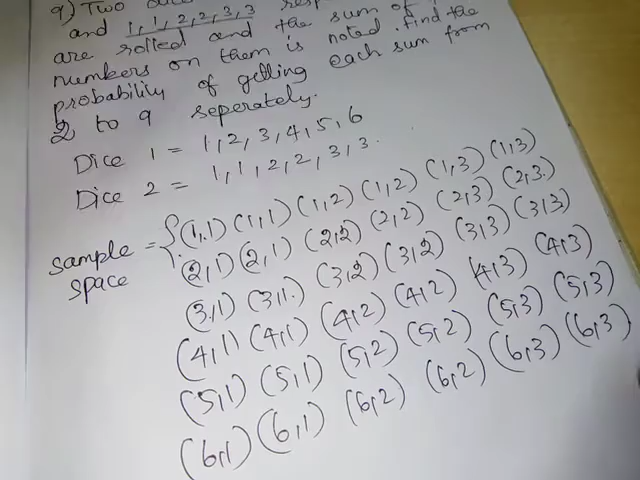 9) Two
and 1,1,2,2,3,3
are rolled and the sum of
numbers on them is noted. find the
probability of getting each sum from
2 to 9 seperately.
Dice 1 = 1,2,3,4,5,6
Dice 2 = 1,1,2,2,3,3.
Sample space = {(1,1) (1,1) (1,2) (1,2) (1,3) (1,3)
(2,1) (2,1) (2,2) (2,2) (2,3) (2,3)
(3,1) (3,1) (3,2) (3,2) (3,3) (3,3)
(4,1) (4,1) (4,2) (4,2) (4,3) (4,3)
(5,1) (5,1) (5,2) (5,2) (5,3) (5,3)
(6,1) (6,1) (6,2) (6,2) (6,3) (6,3)